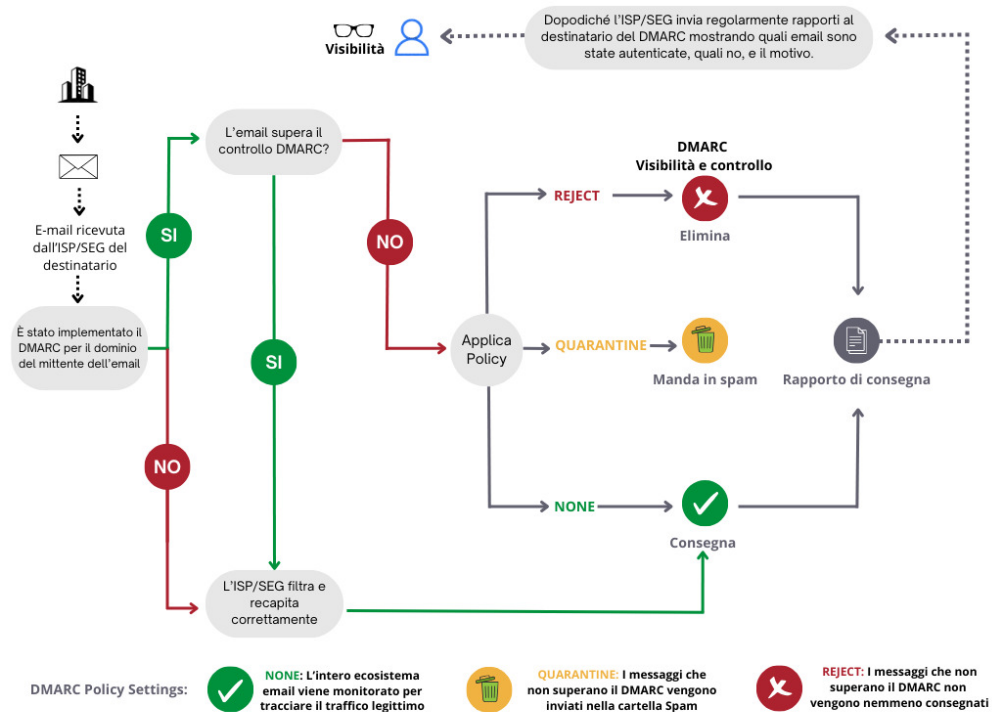 Dopodiché l'ISP/SEG invia regolarmente rapporti al
destinatario del DMARC mostrando quali email sono
state autenticate, quali no, e il motivo.
Visibilità
L'email supera il
controllo DMARC?
DMARC
Visibilità e controllo
REJECT
Elimina
E-mail ricevuta
dall'ISP/SEG del
destinatario
SI
NO
È stato implementato il
DMARC per il dominio
del mittente dell'email
SI
Applica
Policy
QUARANTINE
Manda in spam
Rapporto di consegna
NO
NONE
Consegna
L'ISP/SEG filtra e
recapita
correttamente
DMARC Policy Settings:
NONE: L'intero ecosistema
email viene monitorato per
tracciare il traffico legittimo
QUARANTINE: I messaggi che
non superano il DMARC vengono
inviati nella cartella Spam
REJECT: I messaggi che non
superano il DMARC non
vengono nemmeno consegnati